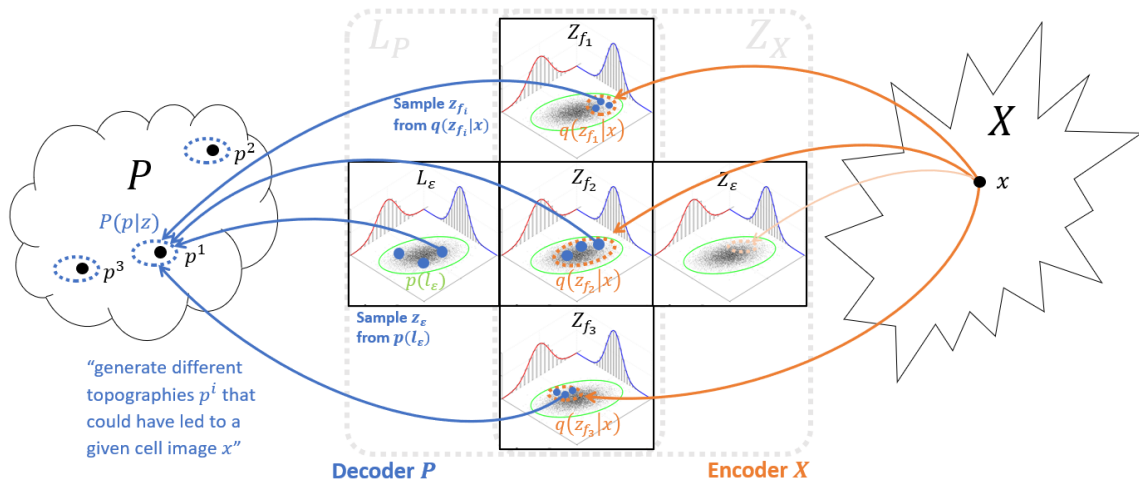 L_P
Z_{f_1}
Z_X
Sample z_{f_i}
from q(z_{f_i}|x)
q(z_{f_1}|x)
X
x
P
p^2
P(p|z)
p^1
p^3
L_ε
Z_{f_2}
Z_ε
p(l_ε)
q(z_{f_2}|x)
Sample z_ε
from p(l_ε)
Z_{f_3}
q(z_{f_3}|x)
“generate different
topographies p^i that
could have led to a
given cell image x”
Decoder P
Encoder X